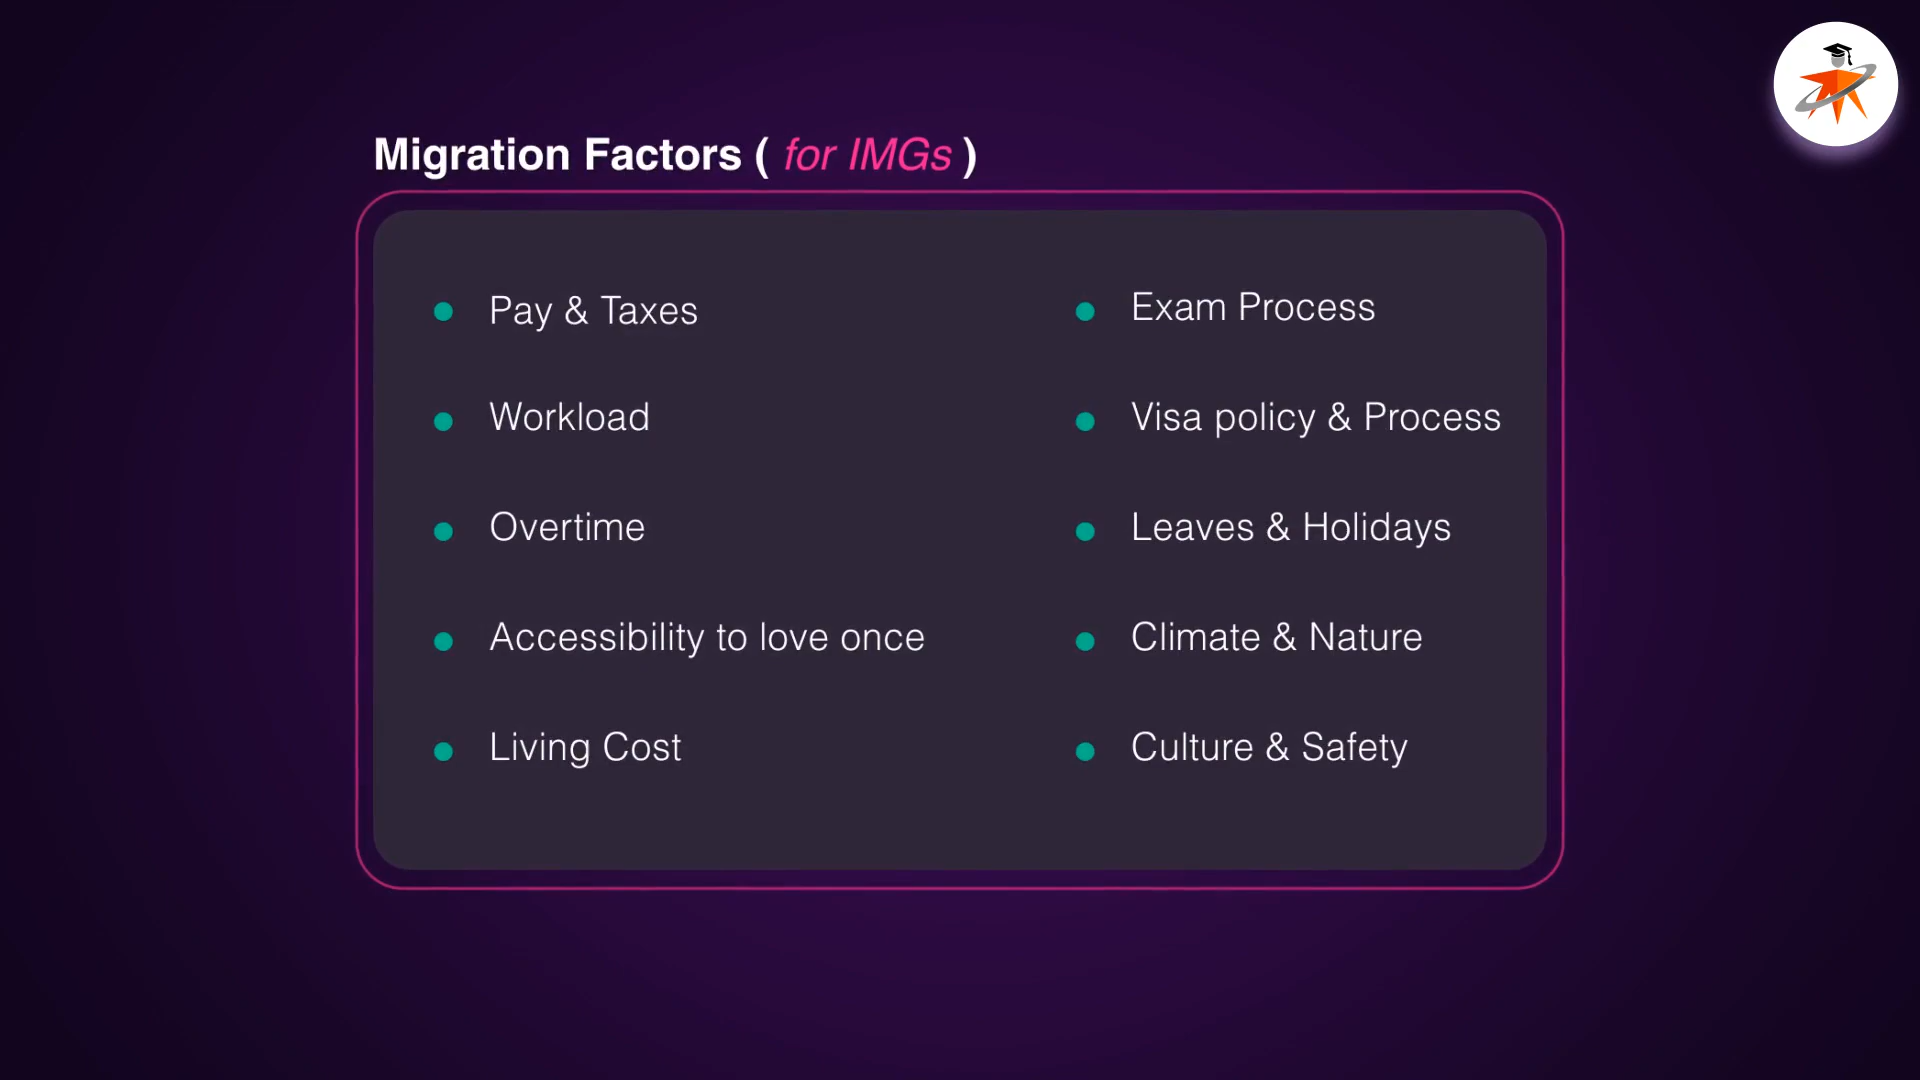 Migration Factors ( for IMGs )
Pay & Taxes
Workload
Overtime
Accessibility to love once
Living Cost
Exam Process
Visa policy & Process
Leaves & Holidays
Climate & Nature
Culture & Safety